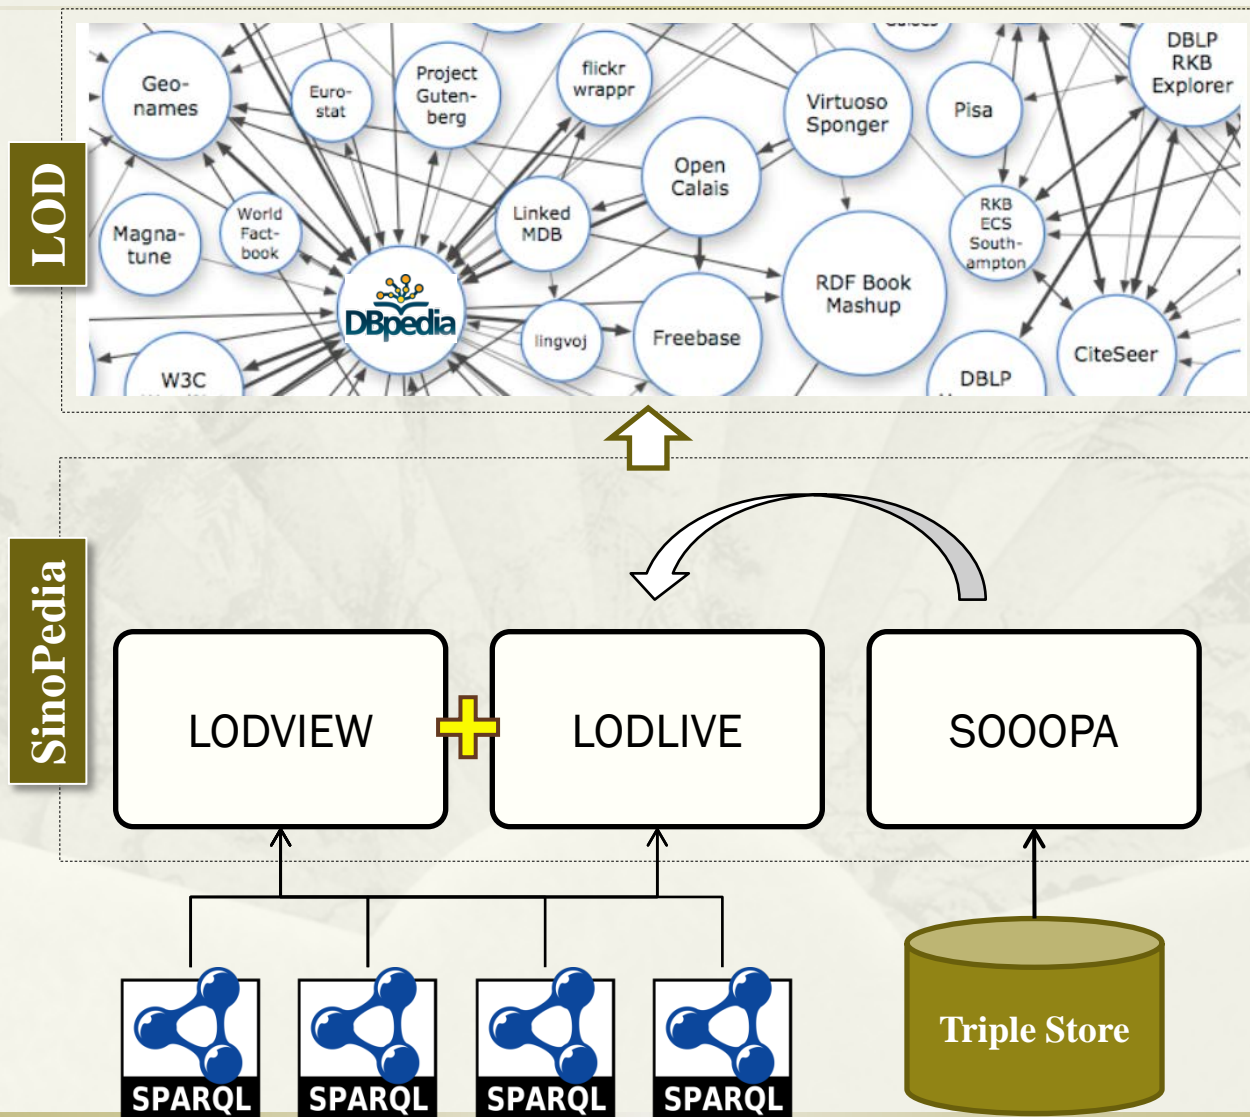 LOD
Geo-
names
Euro-
stat
Project
Guten-
berg
flickr
wrappr
Virtuoso
Sponger
Pisa
DBLP
RKB
Explorer
Open
Calais
Magna-
tune
World
Fact-
book
Linked
MDB
RKB
ECS
South-
ampton
DBpedia
lingvoj
Freebase
RDF Book
Mashup
CiteSeer
W3C
DBLP
SinoPedia
LODVIEW
LODLIVE
SOOOPA
Triple Store
SPARQL
SPARQL
SPARQL
SPARQL